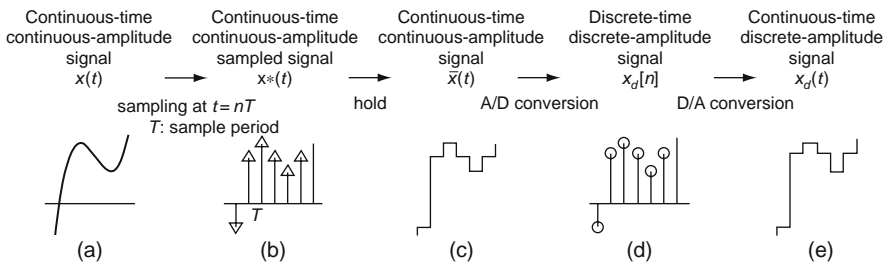 Continuous-time Continuous-time Continuous-time Discrete-time Continuous-time
continuous-amplitude continuous-amplitude continuous-amplitude discrete-amplitude discrete-amplitude
signal sampled signal signal signal signal
x(t) → x*(t) → x̄(t) → x_d[n] → x_d(t)
sampling at t = nT hold A/D conversion D/A conversion
T: sample period
T
(a) (b) (c) (d) (e)